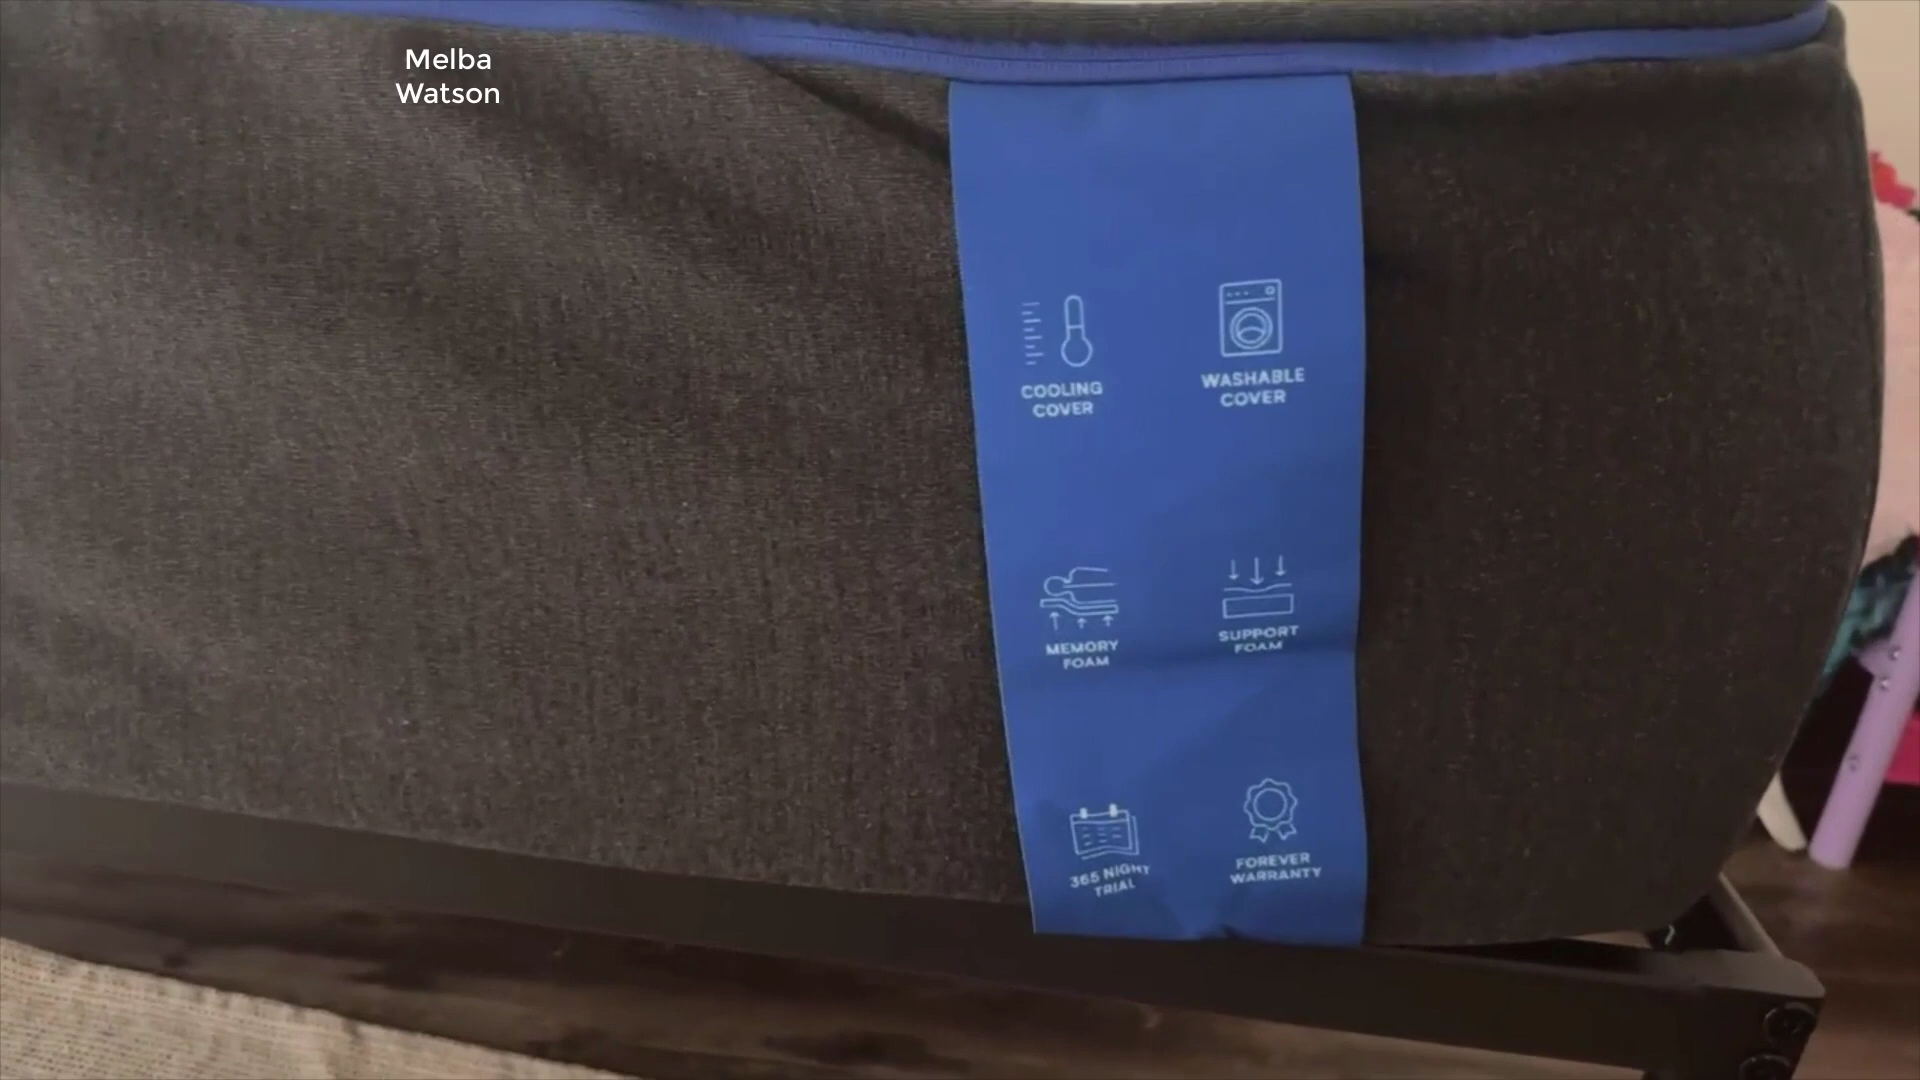 Melba
Watson
COOLING
COVER
WASHABLE
COVER
MEMORY
FOAM
SUPPORT
FOAM
365 NIGHT
TRIAL
FOREVER
WARRANTY